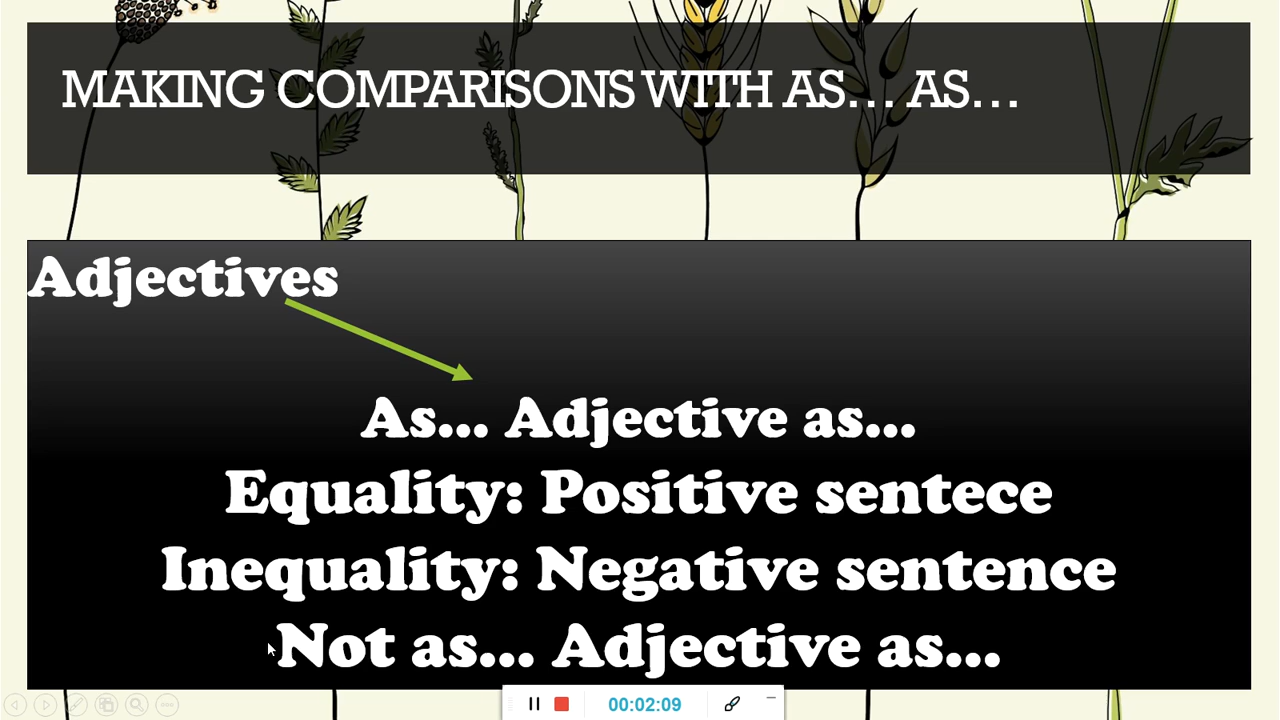 MAKING COMPARISONS WITH AS... AS...
Adjectives
As... Adjective as...
Equality: Positive sentece
Inequality: Negative sentence
Not as... Adjective as...
00:02:09